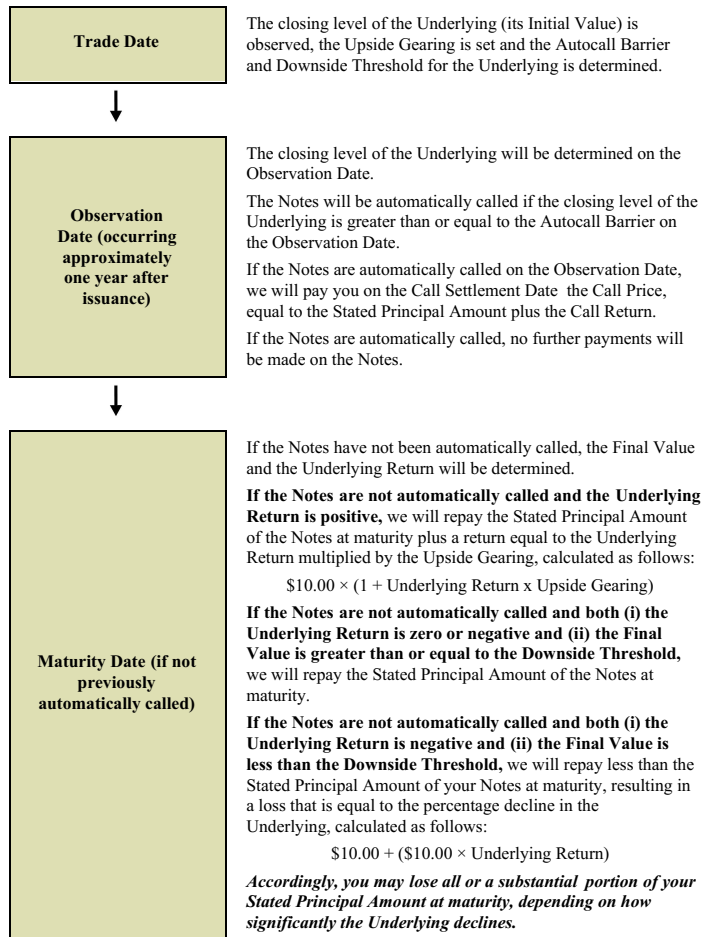 Trade Date
The closing level of the Underlying (its Initial Value) is
observed, the Upside Gearing is set and the Autocall Barrier
and Downside Threshold for the Underlying is determined.
Observation
Date (occurring
approximately
one year after
issuance)
The closing level of the Underlying will be determined on the
Observation Date.
The Notes will be automatically called if the closing level of the
Underlying is greater than or equal to the Autocall Barrier on
the Observation Date.
If the Notes are automatically called on the Observation Date,
we will pay you on the Call Settlement Date the Call Price,
equal to the Stated Principal Amount plus the Call Return.
If the Notes are automatically called, no further payments will
be made on the Notes.
Maturity Date (if not
previously
automatically called)
If the Notes have not been automatically called, the Final Value
and the Underlying Return will be determined.
If the Notes are not automatically called and the Underlying
Return is positive, we will repay the Stated Principal Amount
of the Notes at maturity plus a return equal to the Underlying
Return multiplied by the Upside Gearing, calculated as follows:
$10.00 × (1 + Underlying Return x Upside Gearing)
If the Notes are not automatically called and both (i) the
Underlying Return is zero or negative and (ii) the Final
Value is greater than or equal to the Downside Threshold,
we will repay the Stated Principal Amount of the Notes at
maturity.
If the Notes are not automatically called and both (i) the
Underlying Return is negative and (ii) the Final Value is
less than the Downside Threshold, we will repay less than the
Stated Principal Amount of your Notes at maturity, resulting in
a loss that is equal to the percentage decline in the
Underlying, calculated as follows:
$10.00 + ($10.00 × Underlying Return)
Accordingly, you may lose all or a substantial portion of your
Stated Principal Amount at maturity, depending on how
significantly the Underlying declines.